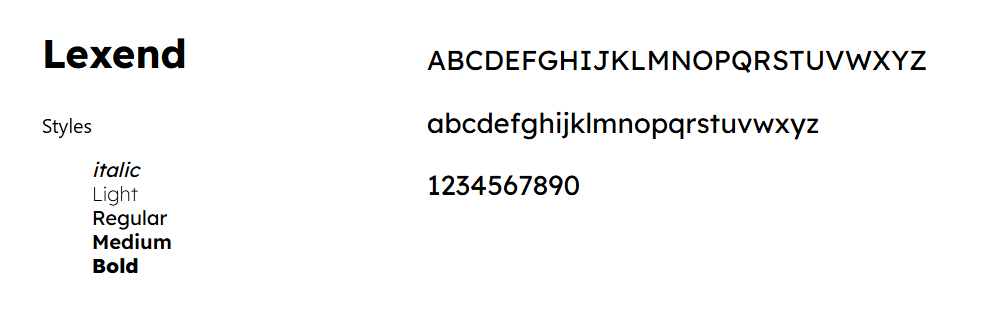 Lexend
Styles
italic
Light
Regular
Medium
Bold
ABCDEFGHIJKLMNOPQRSTUVWXYZ
abcdefghijklmnopqrstuvwxyz
1234567890